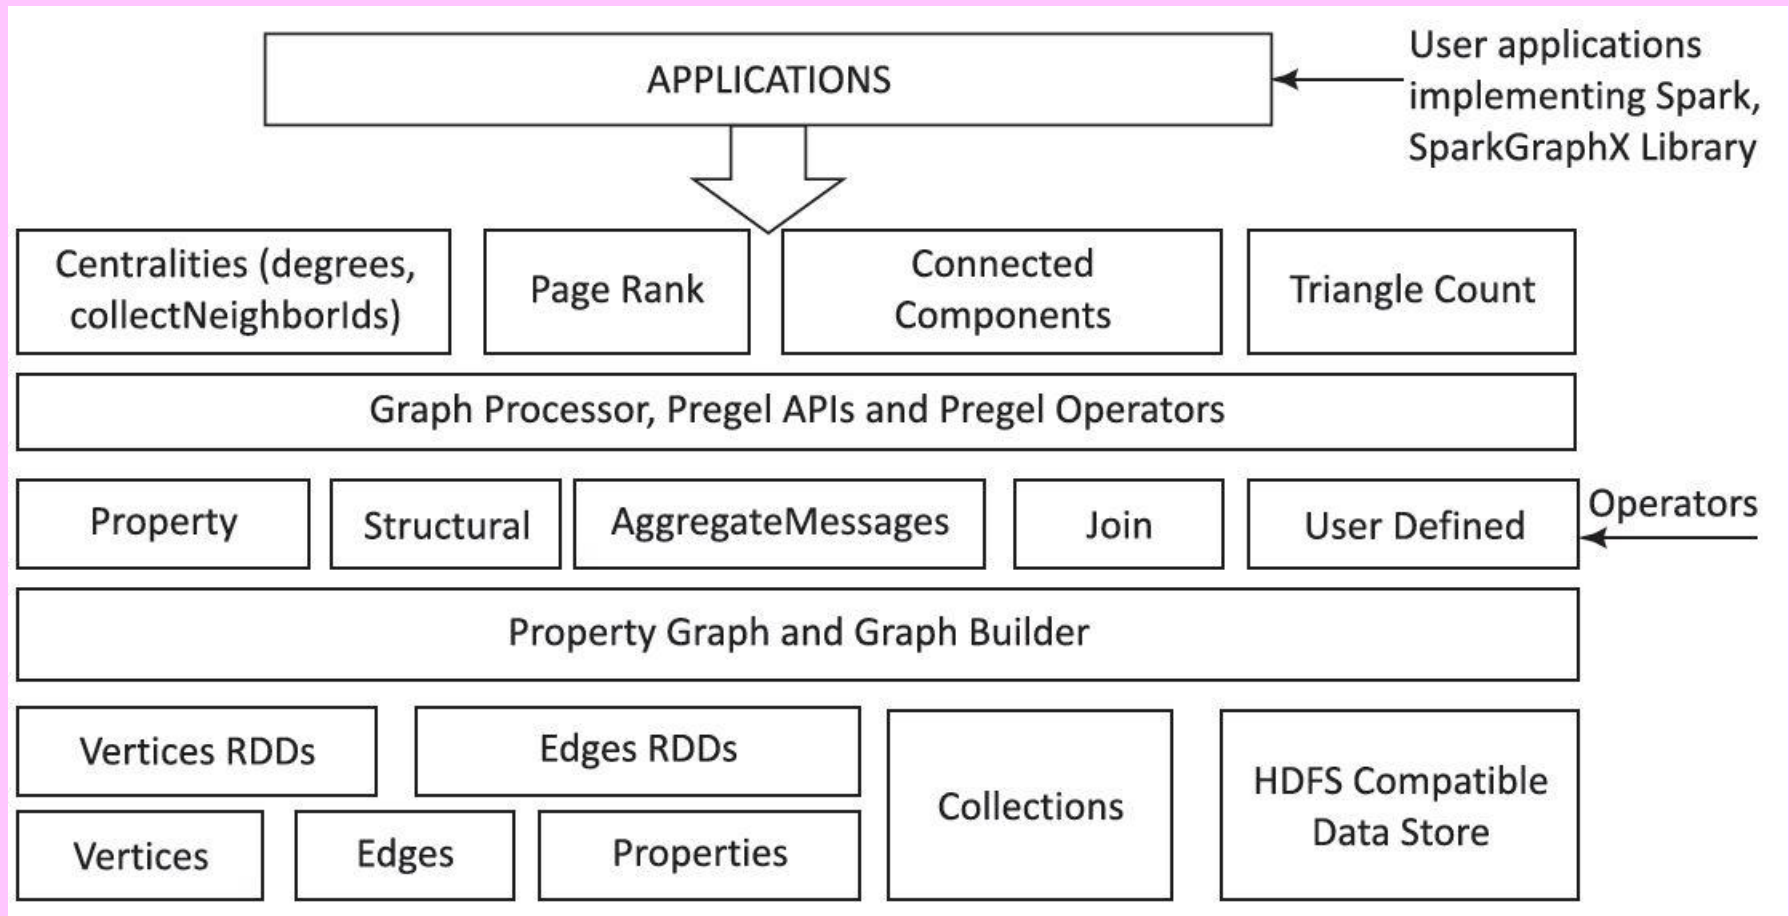 APPLICATIONS
User applications
implementing Spark,
SparkGraphX Library
Centralities (degrees,
collectNeighborIds)
Page Rank
Connected
Components
Triangle Count
Graph Processor, Pregel APIs and Pregel Operators
Property
Structural
AggregateMessages
Join
User Defined
Operators
Property Graph and Graph Builder
Vertices RDDs
Edges RDDs
Collections
HDFS Compatible
Data Store
Vertices
Edges
Properties